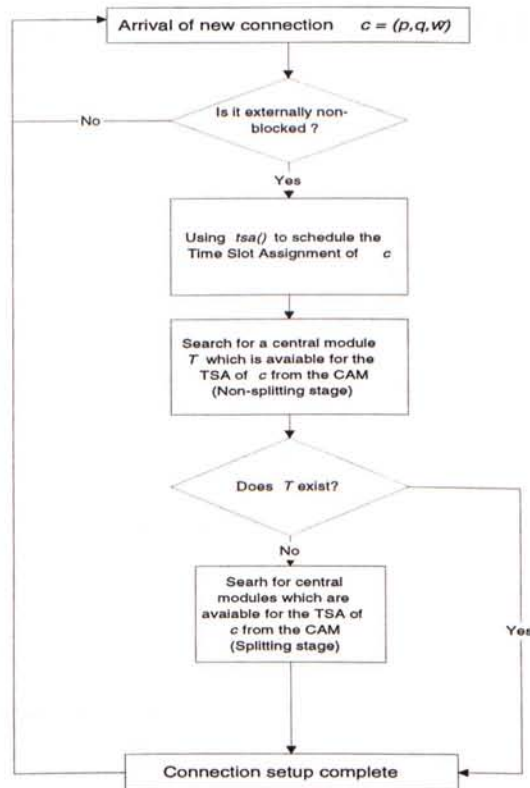 Arrival of new connection c = (p,q,w)
Is it externally non-
blocked ?
No
Yes
Using tsa() to schedule the
Time Slot Assignment of c
Search for a central module
T which is avaiable for the
TSA of c from the CAM
(Non-splitting stage)
Does T exist?
No
Searh for central
modules which are
avaiable for the TSA of
c from the CAM
(Splitting stage)
Yes
Connection setup complete